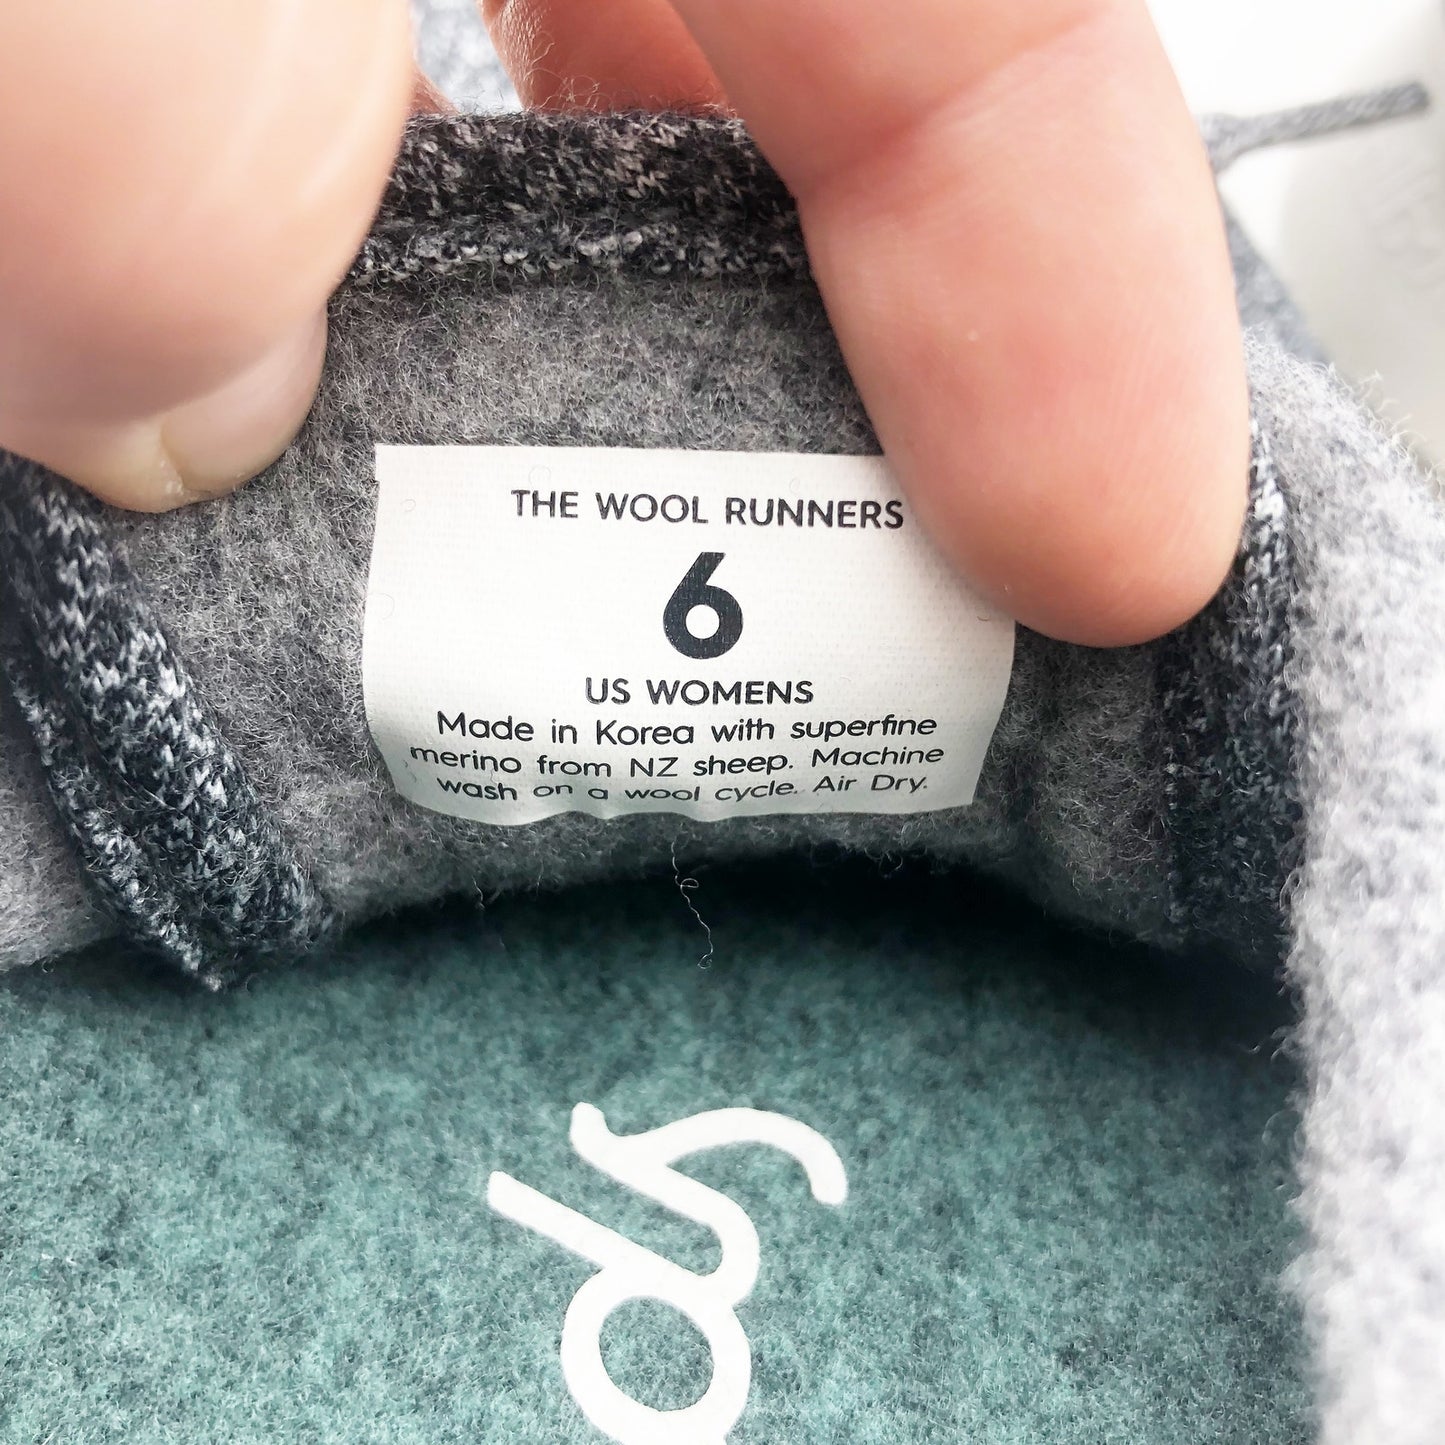 THE WOOL RUNNERS
6
US WOMENS
Made in Korea with superfine
merino from NZ sheep. Machine
wash on a wool cycle. Air Dry.